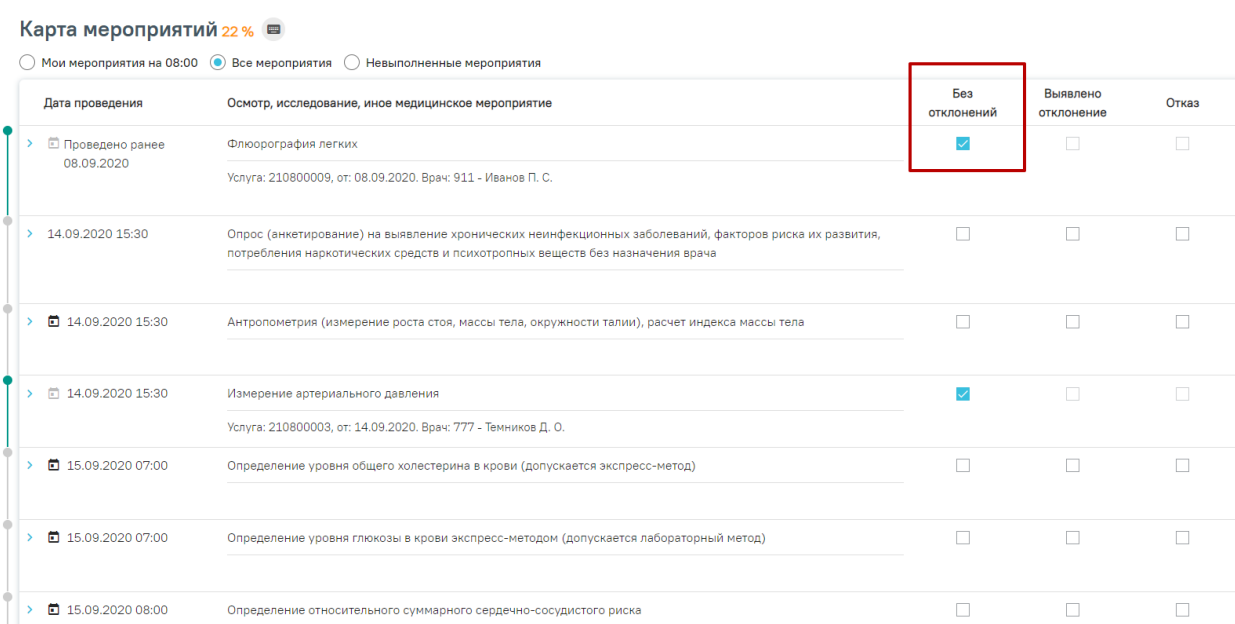 Карта мероприятий 22 %
Мои мероприятия на 08:00 Все мероприятия Невыполненные мероприятия
Дата проведения Осмотр, исследование, иное медицинское мероприятие Без отклонений Выявлено отклонение Отказ
Проведено ранее Флюорография легких
08.09.2020
Услуга: 210800009, от: 08.09.2020. Врач: 911 - Иванов П. С.
14.09.2020 15:30 Опрос (анкетирование) на выявление хронических неинфекционных заболеваний, факторов риска их развития,
потребления наркотических средств и психотропных веществ без назначения врача
14.09.2020 15:30 Антропометрия (измерение роста стоя, массы тела, окружности талии), расчет индекса массы тела
14.09.2020 15:30 Измерение артериального давления
Услуга: 210800003, от: 14.09.2020. Врач: 777 - Темников Д. О.
15.09.2020 07:00 Определение уровня общего холестерина в крови (допускается экспресс-метод)
15.09.2020 07:00 Определение уровня глюкозы в крови экспресс-методом (допускается лабораторный метод)
15.09.2020 08:00 Определение относительного суммарного сердечно-сосудистого риска